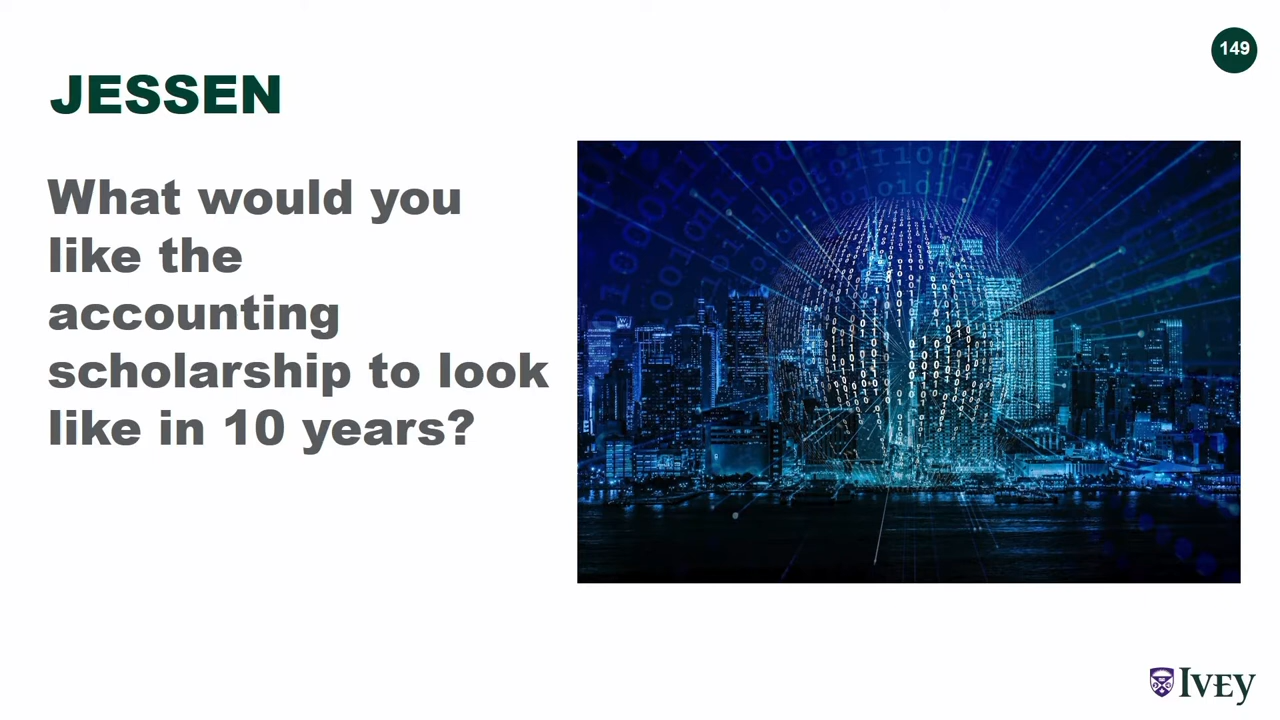 149
JESSEN
What would you
like the
accounting
scholarship to look
like in 10 years?
IVEY